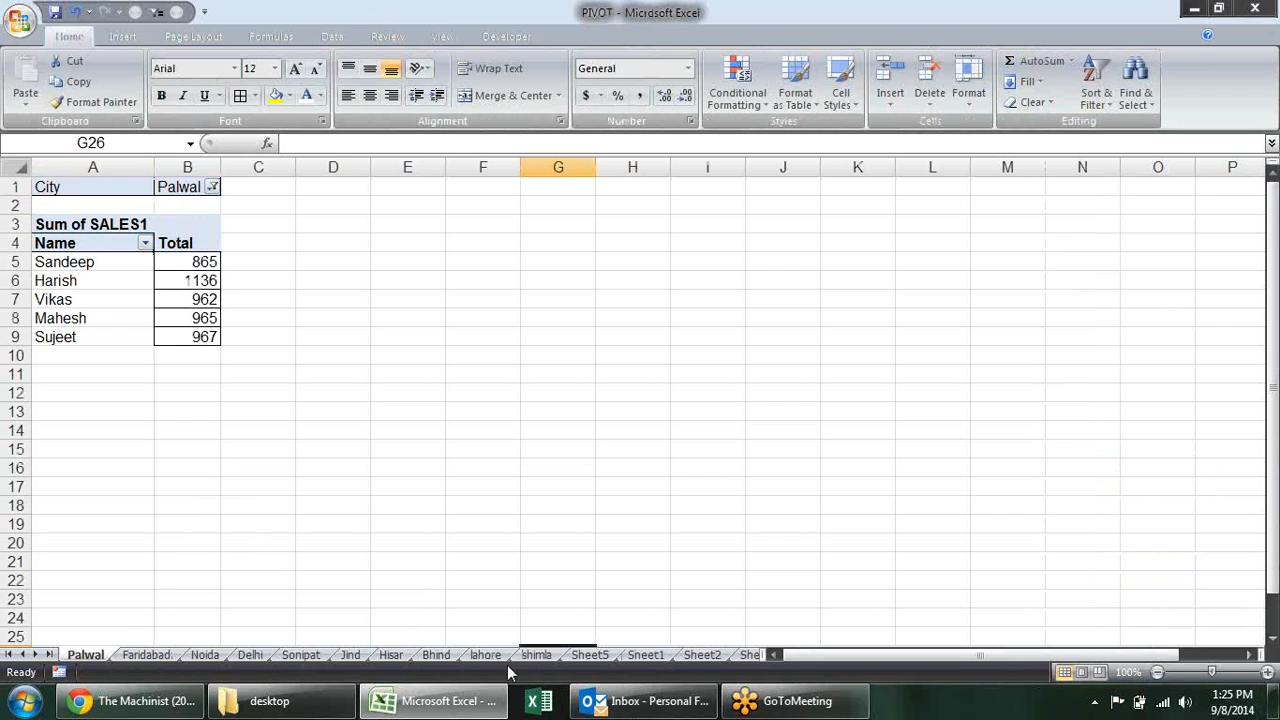 PIVOT - Microsoft Excel
Home Insert Page Layout Formulas Data Review View Developer
Paste Cut Copy Format Painter Clipboard
Arial 12 A A B I U A Font
Wrap Text Merge & Center Alignment
General $ % , Number
Conditional Formatting Format as Table Cell Styles Styles
Insert Delete Format Cells
Σ AutoSum Fill Clear Sort & Filter Find & Select Editing
G26 fx
A B C D E F G H I J K L M N O P
1 City Palwal
2
3 Sum of SALES1
4 Name Total
5 Sandeep 865
6 Harish 1136
7 Vikas 962
8 Mahesh 965
9 Sujeet 967
10
11
12
13
14
15
16
17
18
19
20
21
22
23
24
25
Palwal Faridabad Noida Delhi Sonipat Jind Hisar Bhind lahore shimla Sheet5 Sheet1 Sheet2 She
Ready 100%
The Machinist (20... desktop Microsoft Excel - ... Inbox - Personal F... GoToMeeting 1:25 PM
9/8/2014